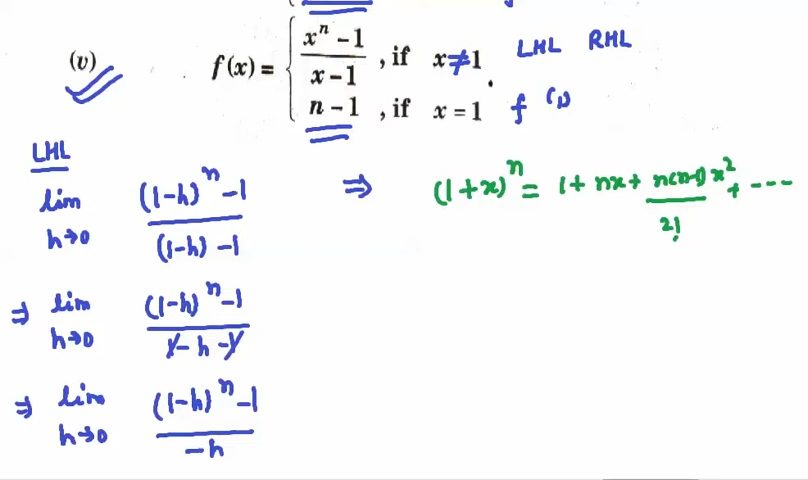 (v) f(x) = { xⁿ − 1 / x − 1 , if x ≠ 1 LHL RHL
n − 1 , if x = 1 . f (1)
LHL
lim h→0 (1−h)ⁿ − 1 / (1−h) − 1 ⇒ (1+x)ⁿ = 1 + nx + n(n−1)x² / 2! + - - -
⇒ lim h→0 (1−h)ⁿ − 1 / 1 − h − 1
⇒ lim h→0 (1−h)ⁿ − 1 / − h